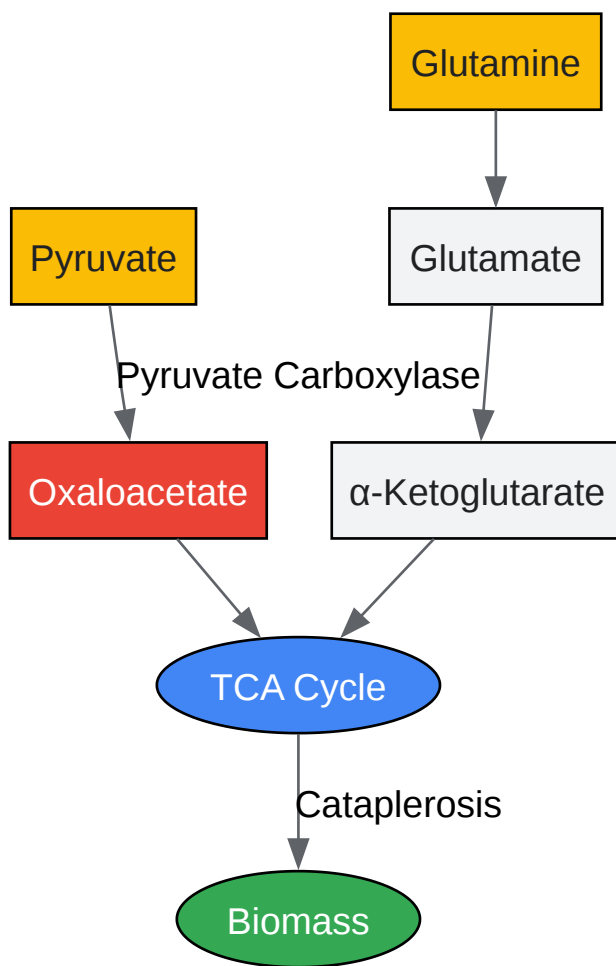 Glutamine
Pyruvate
Glutamate
Pyruvate Carboxylase
Oxaloacetate
α-Ketoglutarate
TCA Cycle
Cataplerosis
Biomass